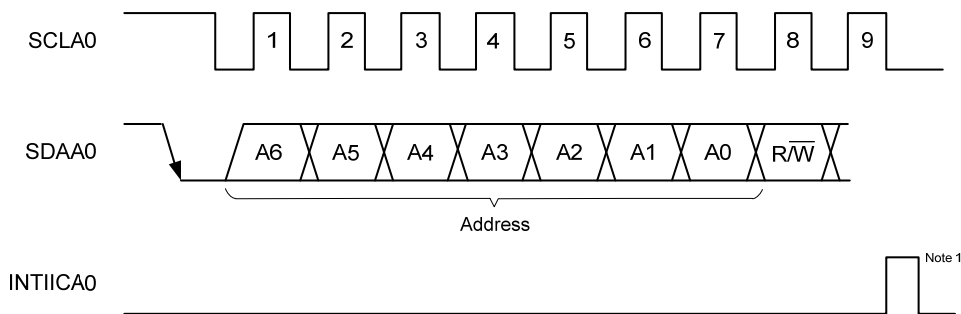 SCLA0 1 2 3 4 5 6 7 8 9
SDAA0 A6 A5 A4 A3 A2 A1 A0 R/W̅
Address
INTIICA0 Note 1